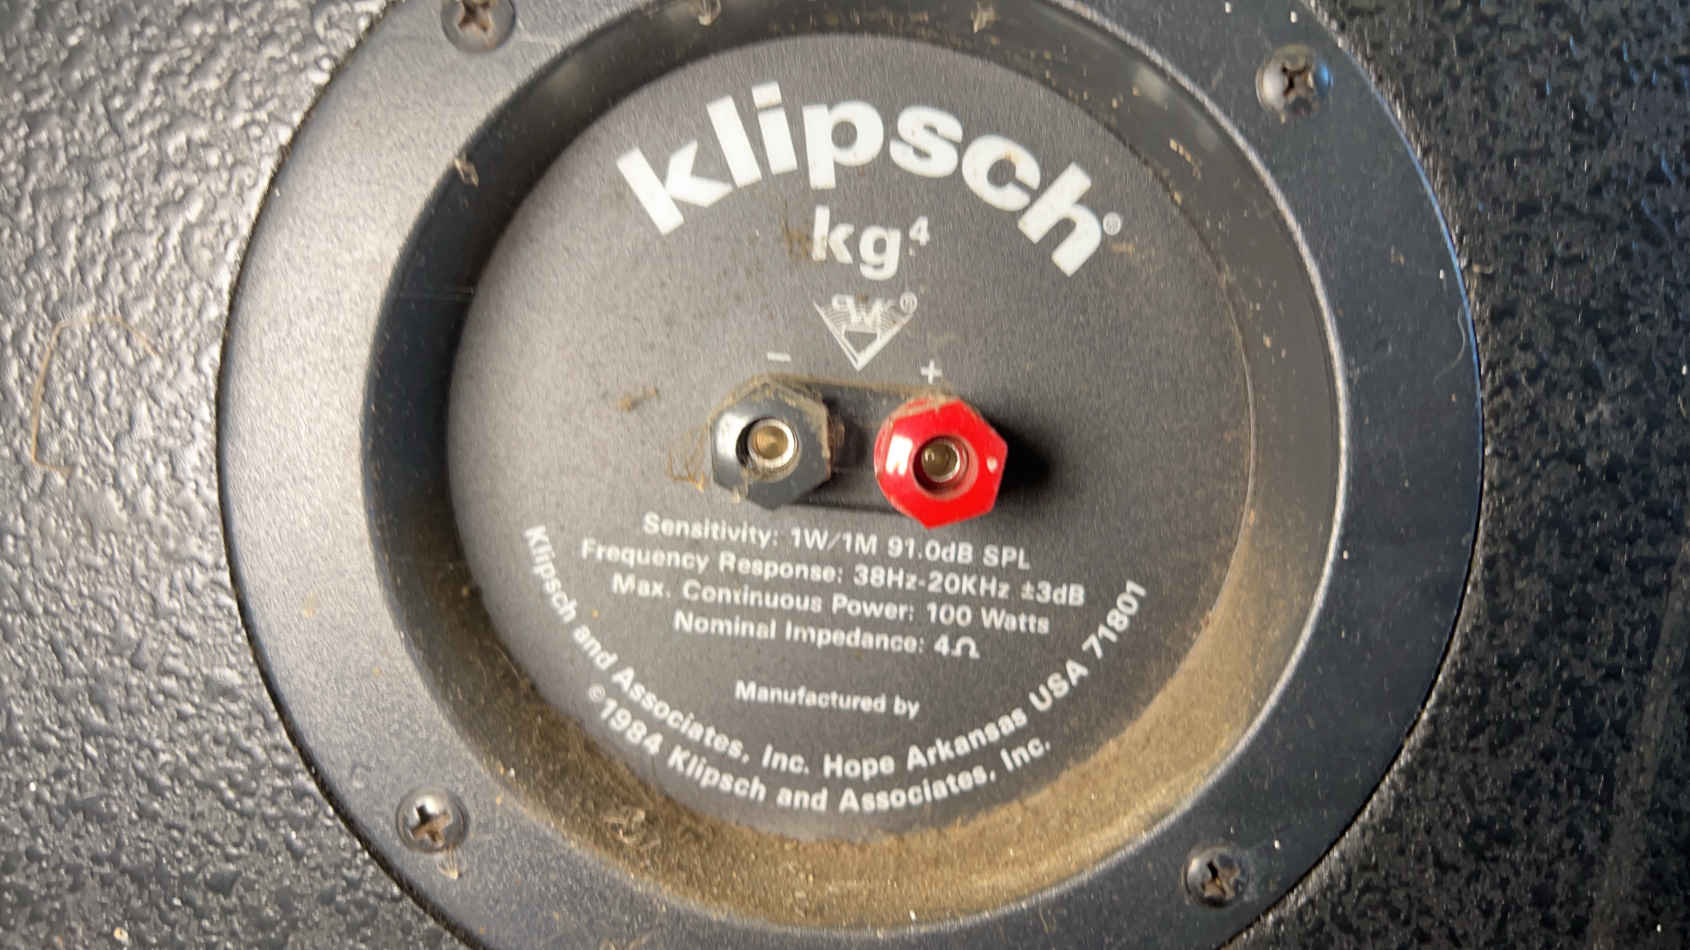 klipsch®
kg⁴
PWK®
− +
Sensitivity: 1W/1M 91.0dB SPL
Frequency Response: 38Hz-20KHz ±3dB
Max. Continuous Power: 100 Watts
Nominal Impedance: 4Ω
Manufactured by
Klipsch and Associates, Inc. Hope Arkansas USA 71801
©1984 Klipsch and Associates, Inc.